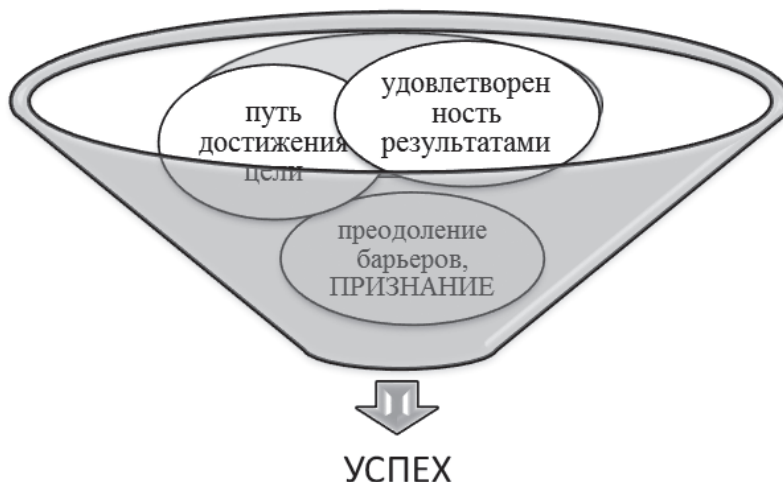 путь
достижения
цели
удовлетворен
ность
результатами
преодоление
барьеров,
ПРИЗНАНИЕ
УСПЕХ